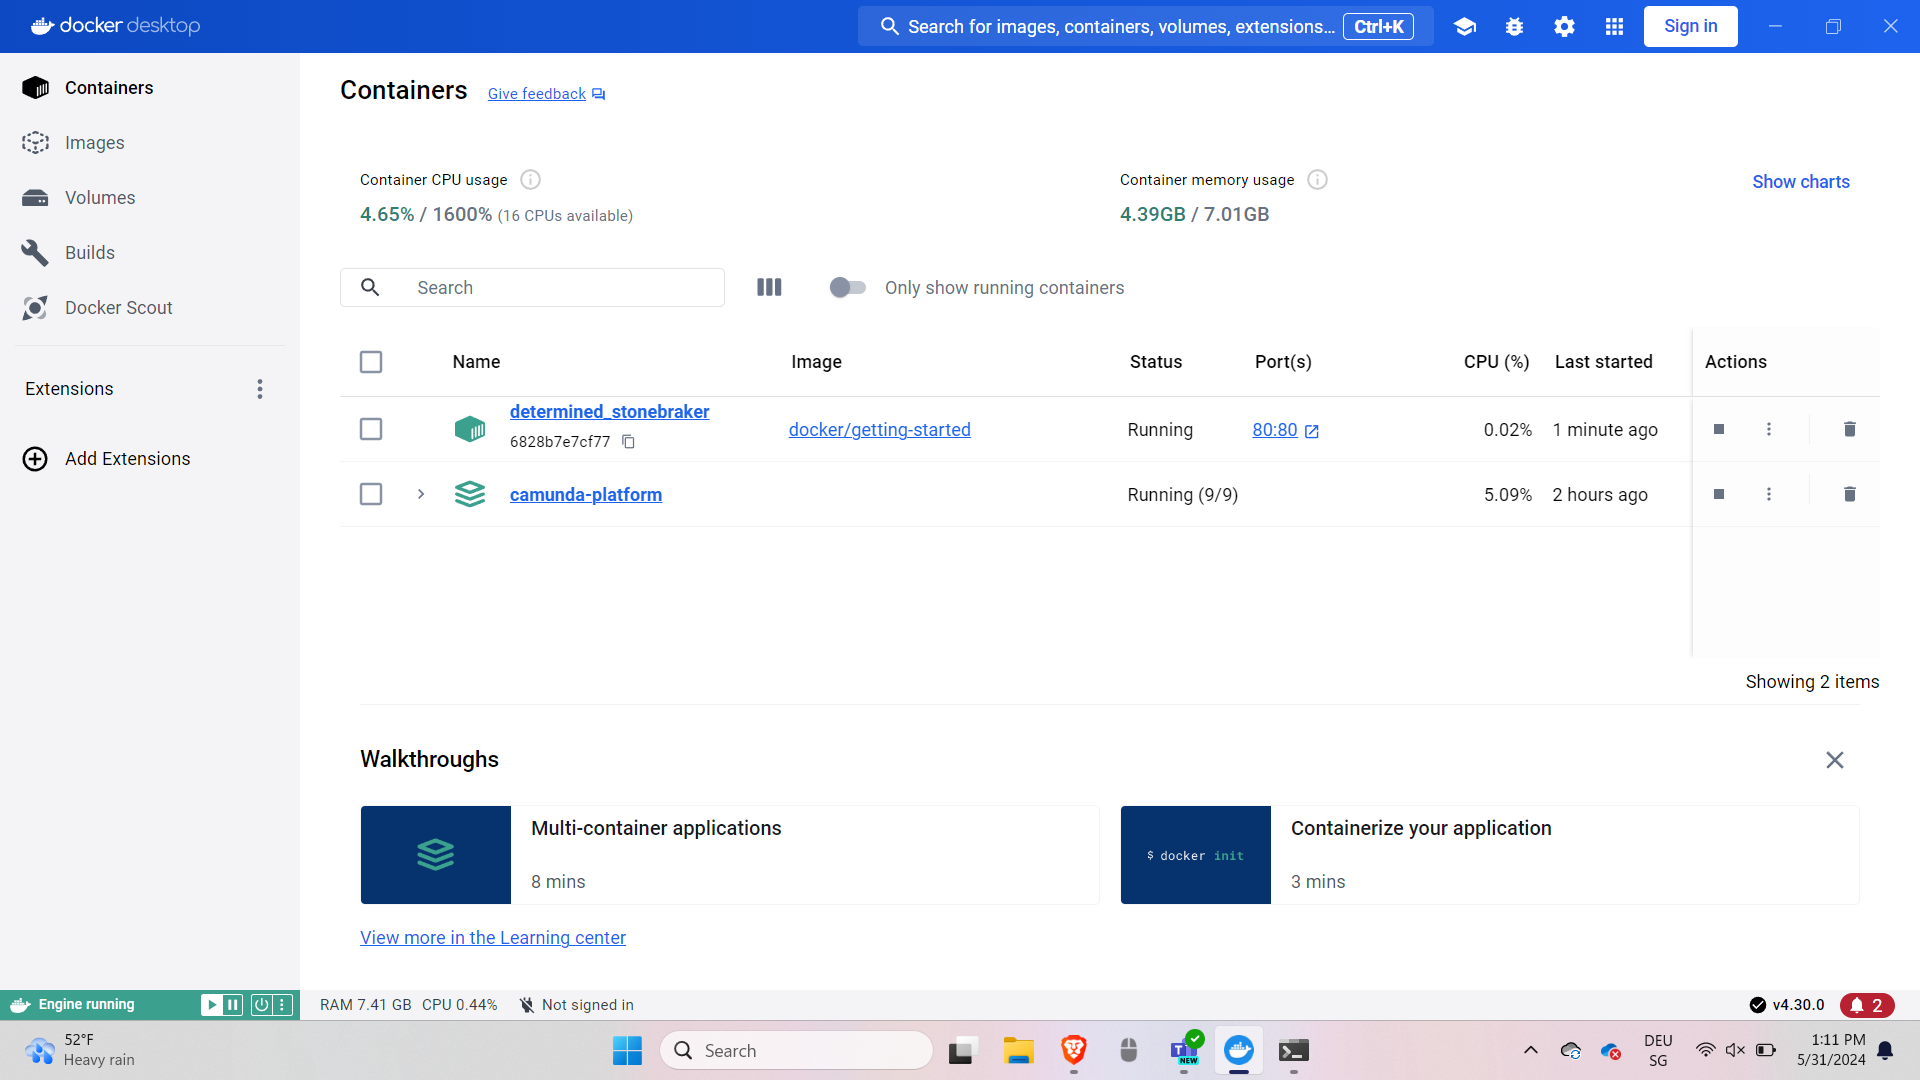 docker desktop
Search for images, containers, volumes, extensions... Ctrl+K
Sign in
Containers
Images
Volumes
Builds
Docker Scout
Extensions
Add Extensions
Containers
Give feedback
Container CPU usage
4.65% / 1600% (16 CPUs available)
Container memory usage
4.39GB / 7.01GB
Show charts
Search
Only show running containers
Name Image Status Port(s) CPU (%) Last started Actions
determined_stonebraker
6828b7e7cf77
docker/getting-started Running 80:80 0.02% 1 minute ago
camunda-platform Running (9/9) 5.09% 2 hours ago
Showing 2 items
Walkthroughs
Multi-container applications
8 mins
$ docker init
Containerize your application
3 mins
View more in the Learning center
Engine running
RAM 7.41 GB CPU 0.44% Not signed in
v4.30.0
2
52°F
Heavy rain
Search
NEW
DEU
SG
1:11 PM
5/31/2024